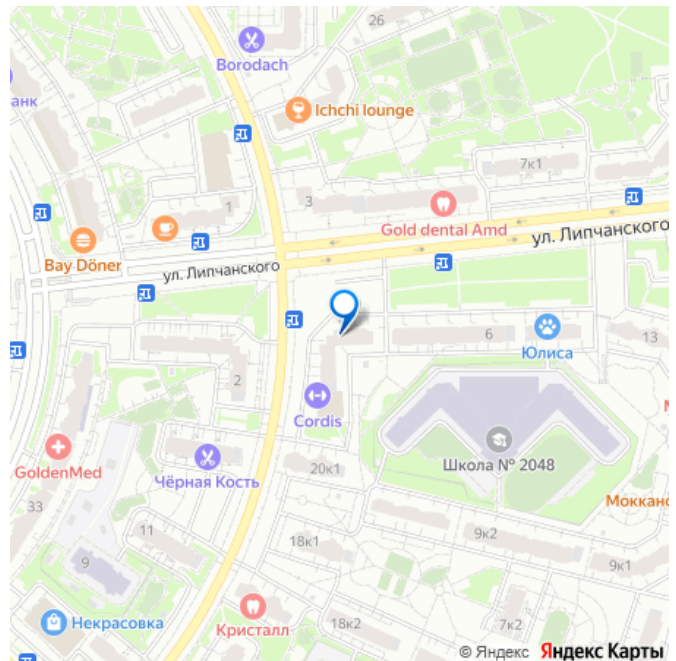 26
Borodach
анк
Ichchi lounge
7к1
3
1
Gold dental Amd
ул. Липчанского
Bay Döner
ул. Липчанского
6
13
Юлиса
2
Cordis
GoldenMed
Чёрная Кость
20к1
Школа № 2048
33
Моккано
11
18к1
9к2
9
9к1
Некрасовка
Кристалл
18к2
7к2
© Яндекс Яндекс Карты